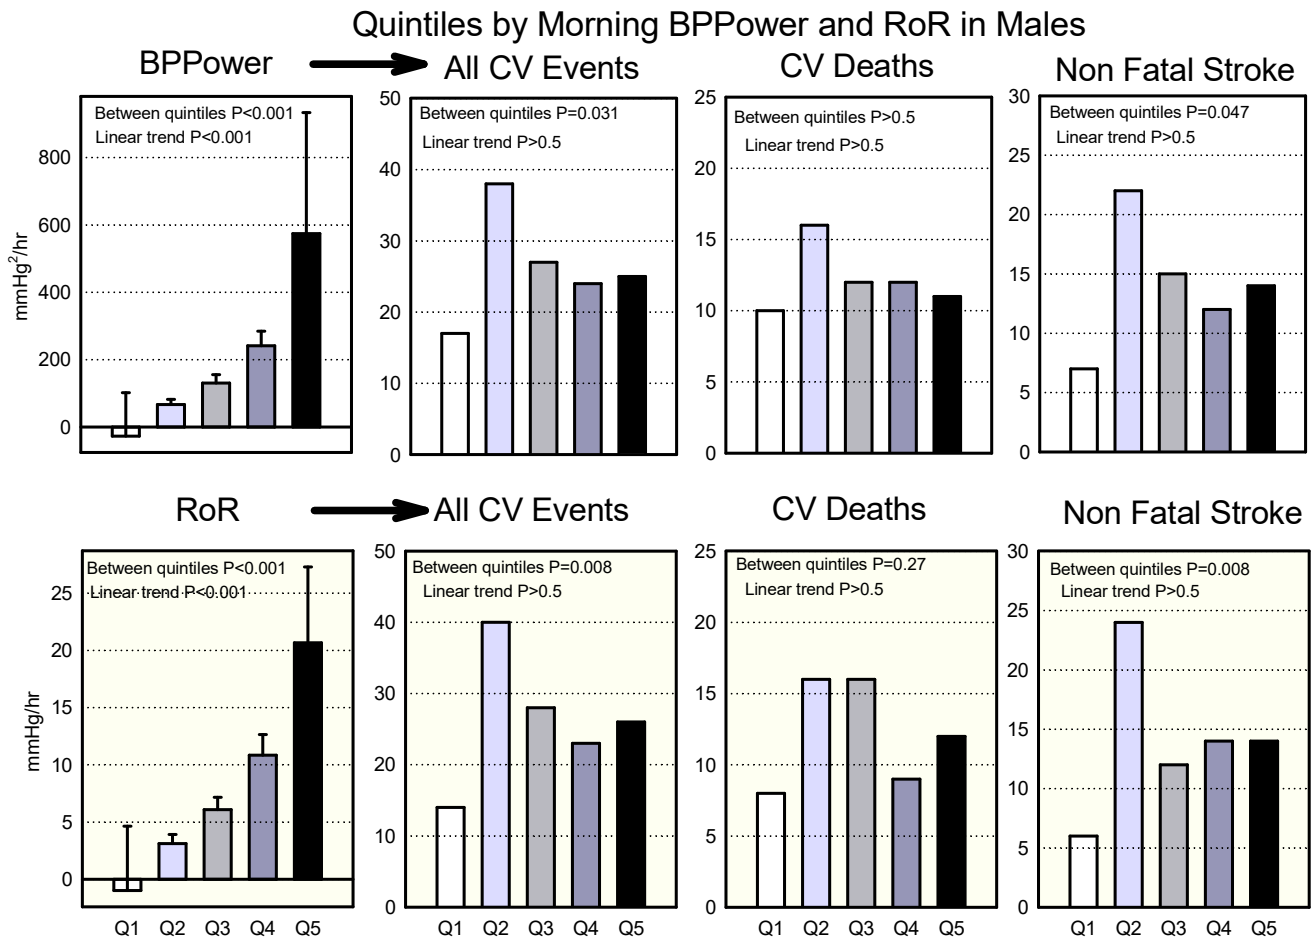 Quintiles by Morning BPPower and RoR in Males
BPPower
All CV Events
CV Deaths
Non Fatal Stroke
Between quintiles P<0.001
Linear trend P<0.001
mmHg²/hr
800
600
400
200
0
Between quintiles P=0.031
Linear trend P>0.5
50
40
30
20
10
0
Between quintiles P>0.5
Linear trend P>0.5
25
20
15
10
5
0
Between quintiles P=0.047
Linear trend P>0.5
30
25
20
15
10
5
0
RoR
All CV Events
CV Deaths
Non Fatal Stroke
Between quintiles P<0.001
Linear trend P<0.001
mmHg/hr
25
20
15
10
5
0
Q1 Q2 Q3 Q4 Q5
Between quintiles P=0.008
Linear trend P>0.5
50
40
30
20
10
0
Q1 Q2 Q3 Q4 Q5
Between quintiles P=0.27
Linear trend P>0.5
25
20
15
10
5
0
Q1 Q2 Q3 Q4 Q5
Between quintiles P=0.008
Linear trend P>0.5
30
25
20
15
10
5
0
Q1 Q2 Q3 Q4 Q5